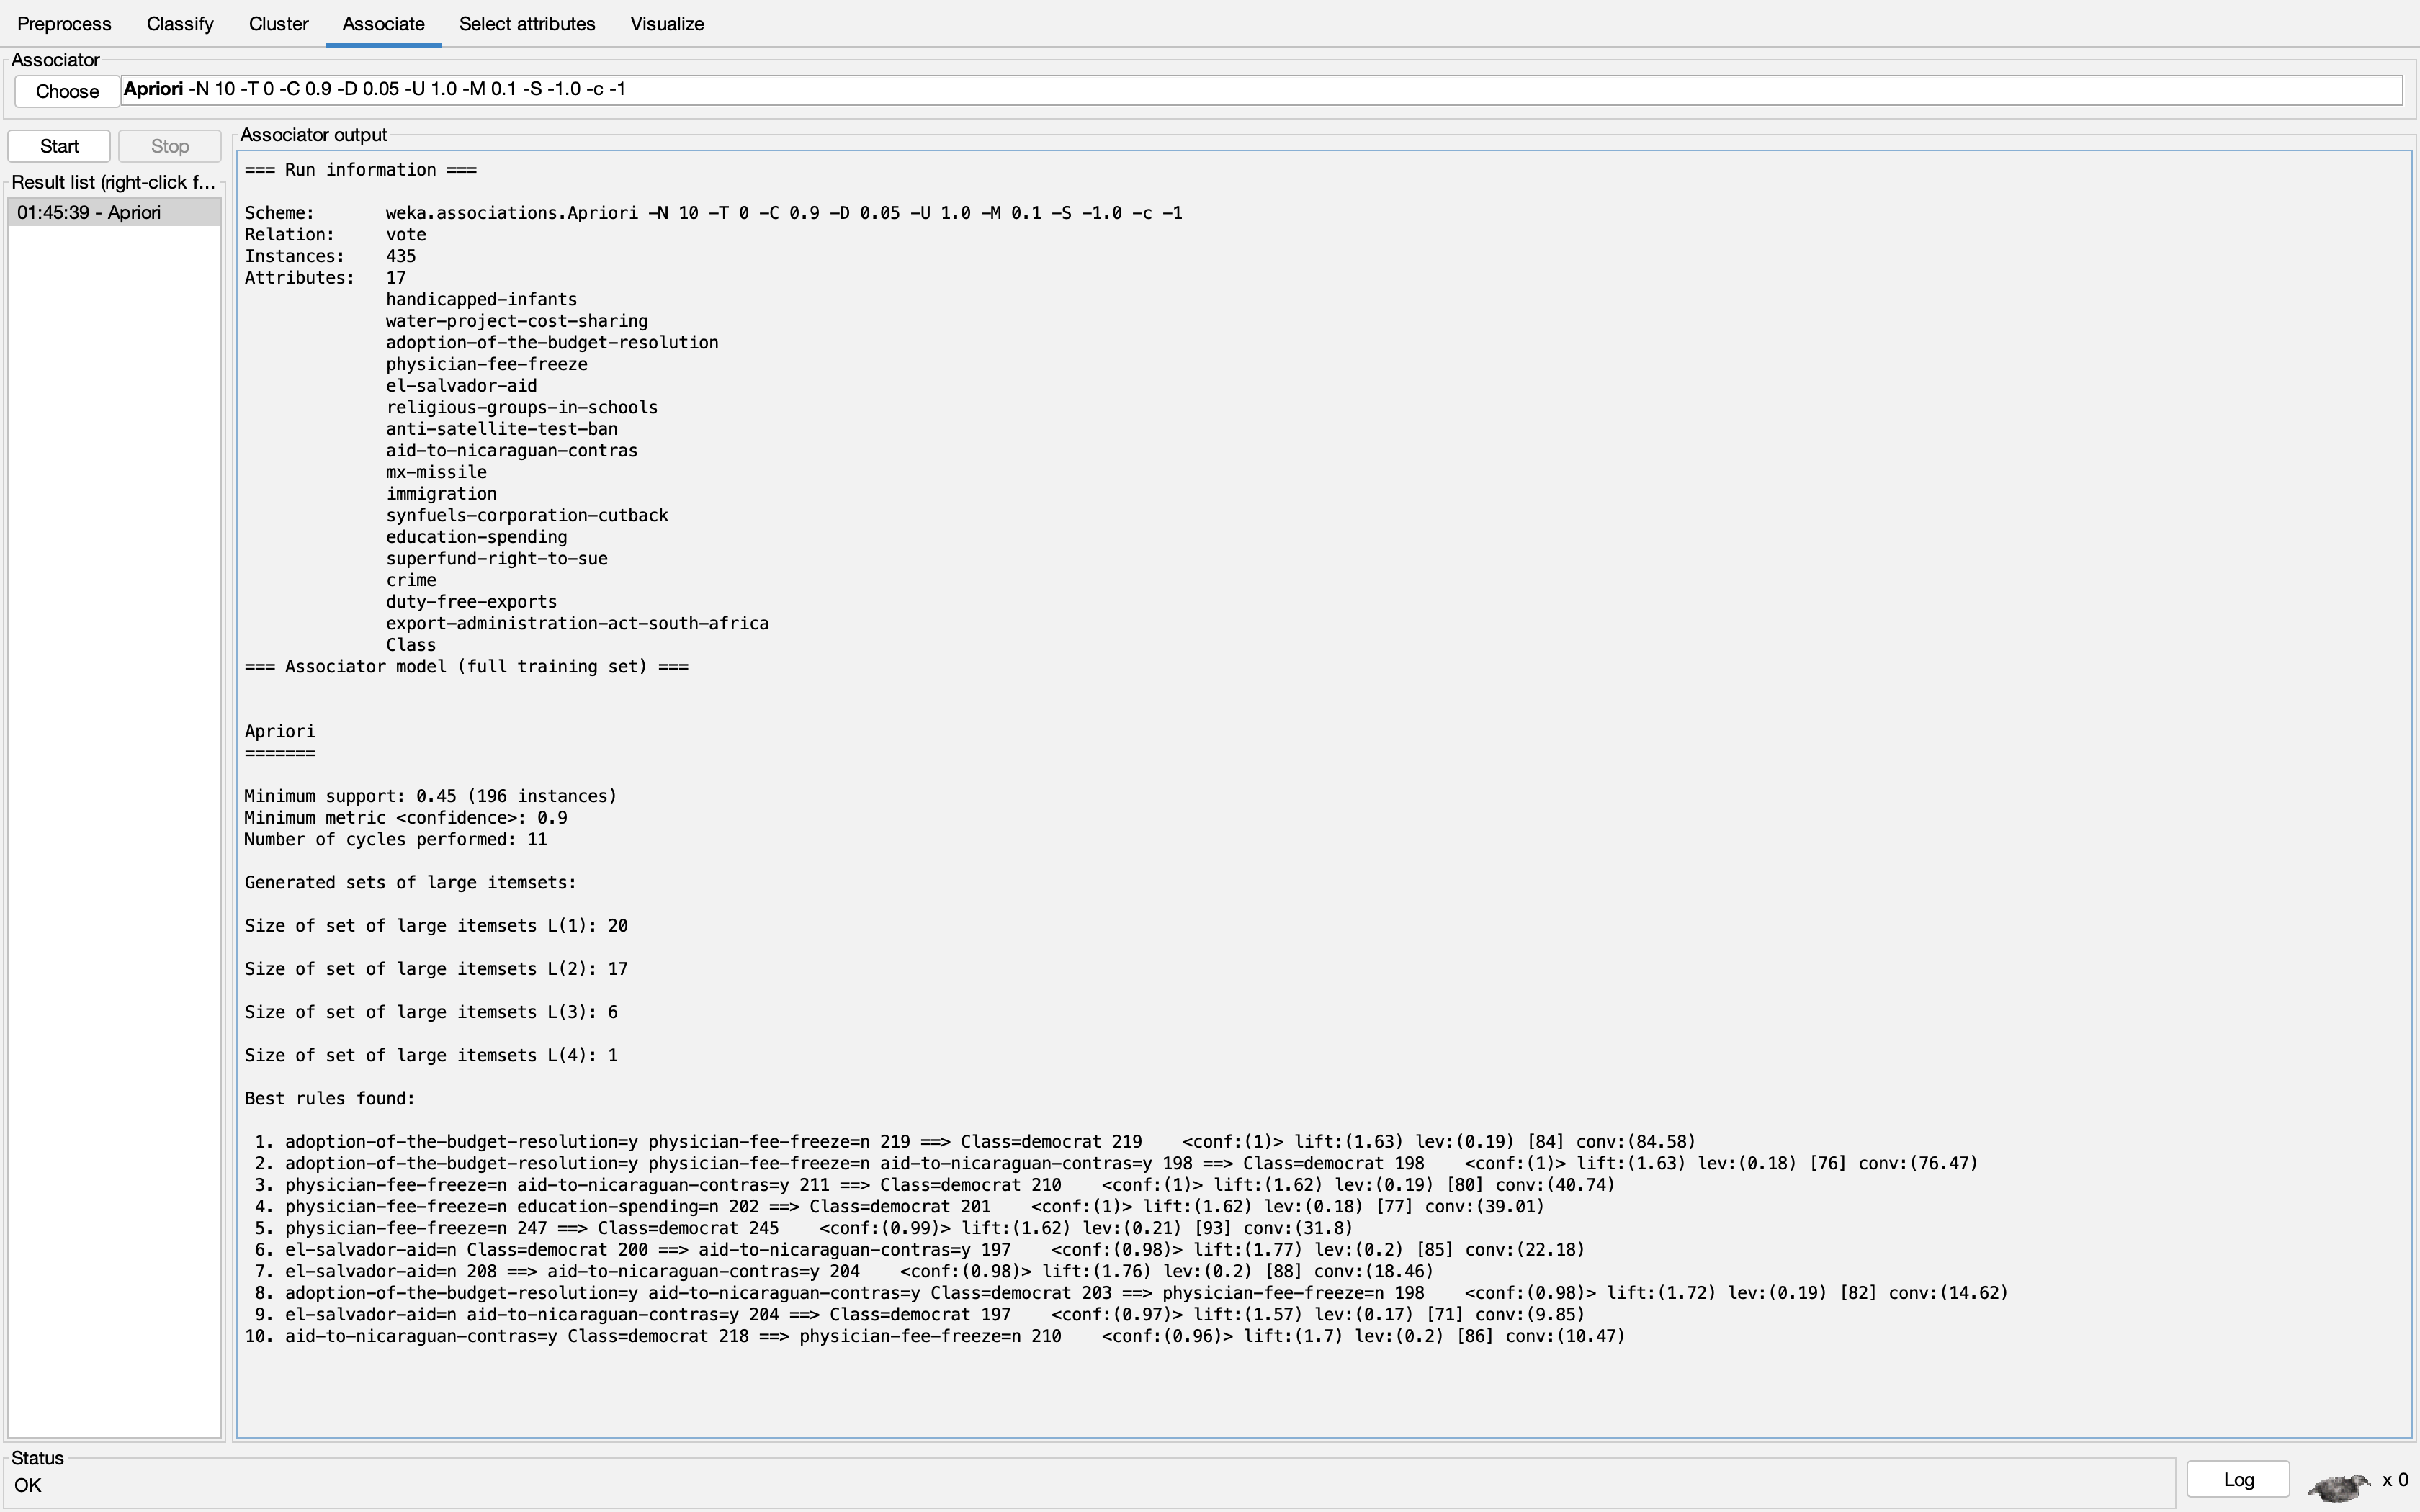 Preprocess Classify Cluster Associate Select attributes Visualize
Associator
Choose Apriori -N 10 -T 0 -C 0.9 -D 0.05 -U 1.0 -M 0.1 -S -1.0 -c -1
Start Stop
Result list (right-click f...
01:45:39 - Apriori
Associator output
=== Run information ===
Scheme: weka.associations.Apriori -N 10 -T 0 -C 0.9 -D 0.05 -U 1.0 -M 0.1 -S -1.0 -c -1
Relation: vote
Instances: 435
Attributes: 17
handicapped-infants
water-project-cost-sharing
adoption-of-the-budget-resolution
physician-fee-freeze
el-salvador-aid
religious-groups-in-schools
anti-satellite-test-ban
aid-to-nicaraguan-contras
mx-missile
immigration
synfuels-corporation-cutback
education-spending
superfund-right-to-sue
crime
duty-free-exports
export-administration-act-south-africa
Class
=== Associator model (full training set) ===
Apriori
=======
Minimum support: 0.45 (196 instances)
Minimum metric <confidence>: 0.9
Number of cycles performed: 11
Generated sets of large itemsets:
Size of set of large itemsets L(1): 20
Size of set of large itemsets L(2): 17
Size of set of large itemsets L(3): 6
Size of set of large itemsets L(4): 1
Best rules found:
1. adoption-of-the-budget-resolution=y physician-fee-freeze=n 219 ==> Class=democrat 219 <conf:(1)> lift:(1.63) lev:(0.19) [84] conv:(84.58)
2. adoption-of-the-budget-resolution=y physician-fee-freeze=n aid-to-nicaraguan-contras=y 198 ==> Class=democrat 198 <conf:(1)> lift:(1.63) lev:(0.18) [76] conv:(76.47)
3. physician-fee-freeze=n aid-to-nicaraguan-contras=y 211 ==> Class=democrat 210 <conf:(1)> lift:(1.62) lev:(0.19) [80] conv:(40.74)
4. physician-fee-freeze=n education-spending=n 202 ==> Class=democrat 201 <conf:(1)> lift:(1.62) lev:(0.18) [77] conv:(39.01)
5. physician-fee-freeze=n 247 ==> Class=democrat 245 <conf:(0.99)> lift:(1.62) lev:(0.21) [93] conv:(31.8)
6. el-salvador-aid=n Class=democrat 200 ==> aid-to-nicaraguan-contras=y 197 <conf:(0.98)> lift:(1.77) lev:(0.2) [85] conv:(22.18)
7. el-salvador-aid=n 208 ==> aid-to-nicaraguan-contras=y 204 <conf:(0.98)> lift:(1.76) lev:(0.2) [88] conv:(18.46)
8. adoption-of-the-budget-resolution=y aid-to-nicaraguan-contras=y Class=democrat 203 ==> physician-fee-freeze=n 198 <conf:(0.98)> lift:(1.72) lev:(0.19) [82] conv:(14.62)
9. el-salvador-aid=n aid-to-nicaraguan-contras=y 204 ==> Class=democrat 197 <conf:(0.97)> lift:(1.57) lev:(0.17) [71] conv:(9.85)
10. aid-to-nicaraguan-contras=y Class=democrat 218 ==> physician-fee-freeze=n 210 <conf:(0.96)> lift:(1.7) lev:(0.2) [86] conv:(10.47)
Status
OK
Log x 0